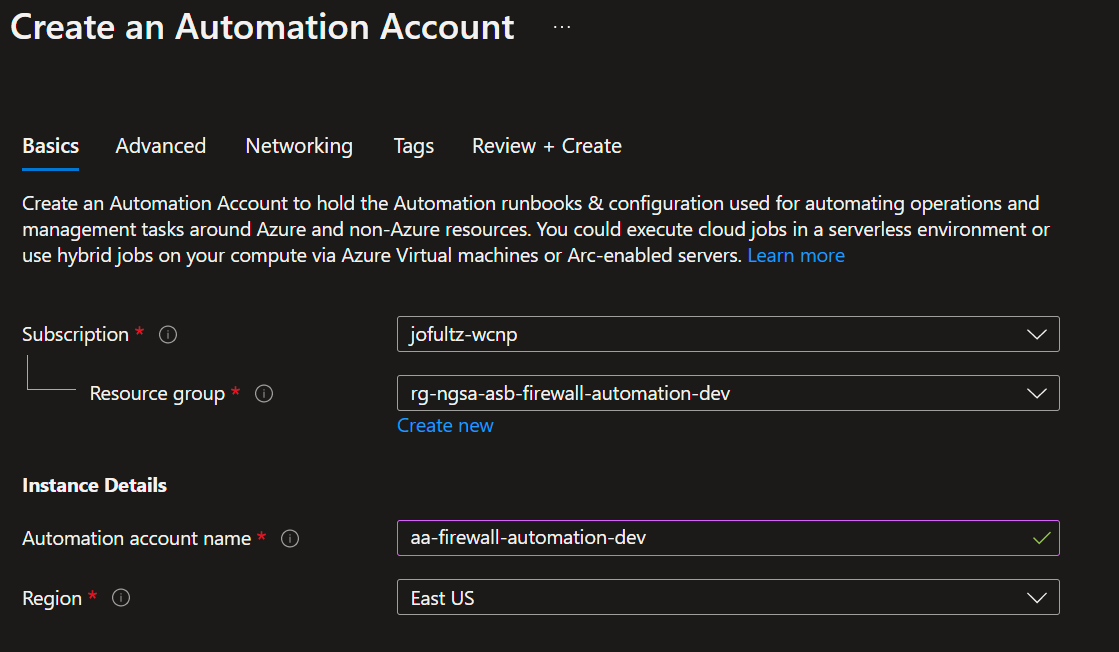 Create an Automation Account ...
Basics Advanced Networking Tags Review + Create
Create an Automation Account to hold the Automation runbooks & configuration used for automating operations and
management tasks around Azure and non-Azure resources. You could execute cloud jobs in a serverless environment or
use hybrid jobs on your compute via Azure Virtual machines or Arc-enabled servers. Learn more
Subscription * jofultz-wcnp
Resource group * rg-ngsa-asb-firewall-automation-dev
Create new
Instance Details
Automation account name * aa-firewall-automation-dev
Region * East US